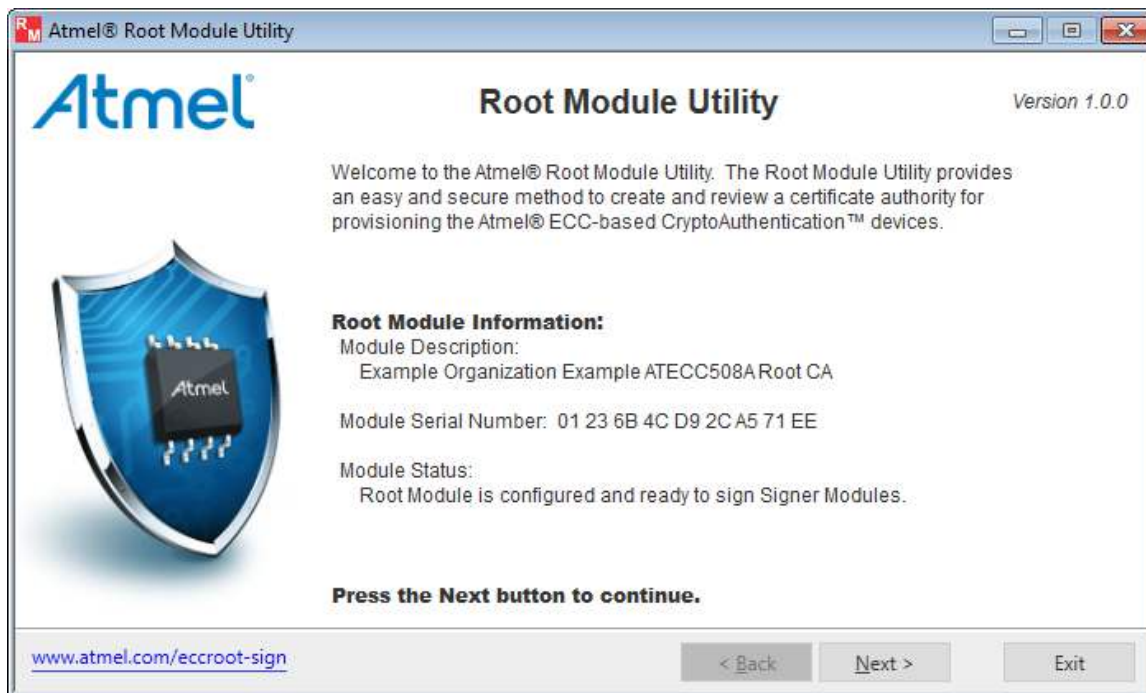 RM Atmel® Root Module Utility
Atmel®
Root Module Utility
Version 1.0.0
Welcome to the Atmel® Root Module Utility. The Root Module Utility provides
an easy and secure method to create and review a certificate authority for
provisioning the Atmel® ECC-based CryptoAuthentication™ devices.
Atmel
Root Module Information:
Module Description:
Example Organization Example ATECC508A Root CA
Module Serial Number: 01 23 6B 4C D9 2C A5 71 EE
Module Status:
Root Module is configured and ready to sign Signer Modules.
Press the Next button to continue.
www.atmel.com/eccroot-sign
< Back
Next >
Exit